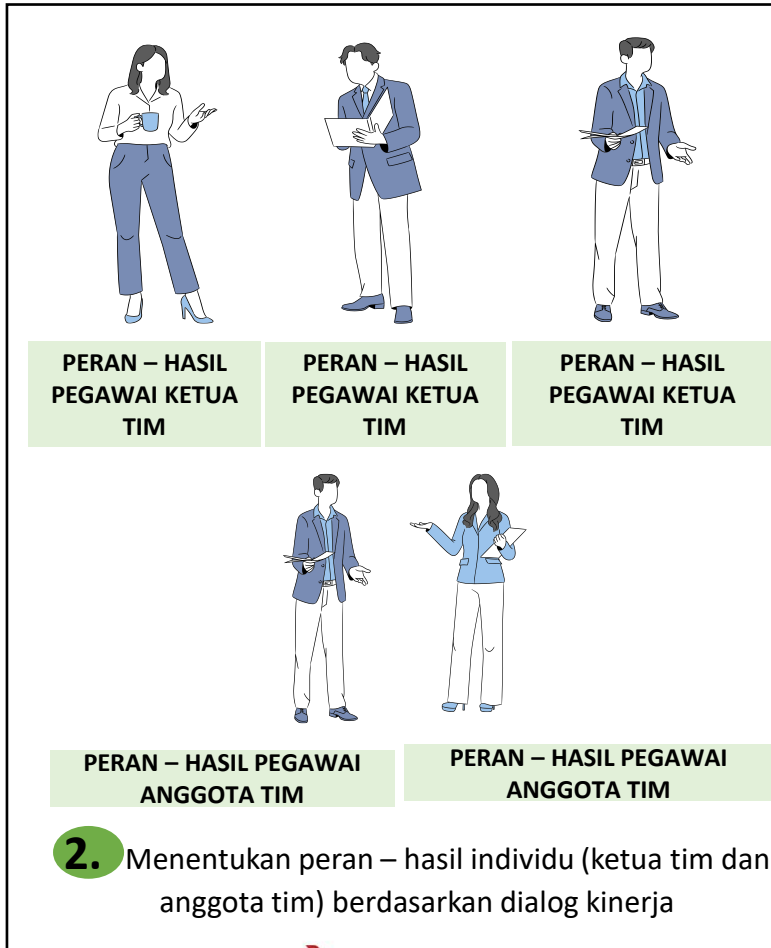 PERAN – HASIL
PEGAWAI KETUA
TIM
PERAN – HASIL
PEGAWAI KETUA
TIM
PERAN – HASIL
PEGAWAI KETUA
TIM
PERAN – HASIL PEGAWAI
ANGGOTA TIM
PERAN – HASIL PEGAWAI
ANGGOTA TIM
2. Menentukan peran – hasil individu (ketua tim dan
anggota tim) berdasarkan dialog kinerja